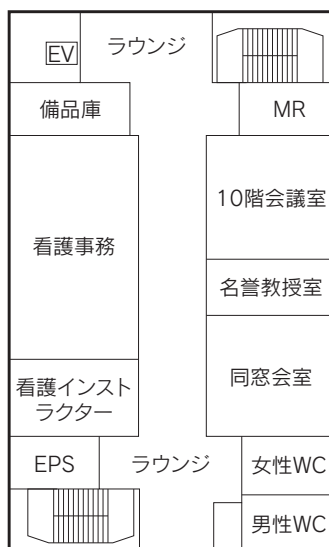 EV
ラウンジ
備品庫
MR
看護事務
10階会議室
名誉教授室
同窓会室
看護インスト
ラクター
EPS
ラウンジ
女性WC
男性WC